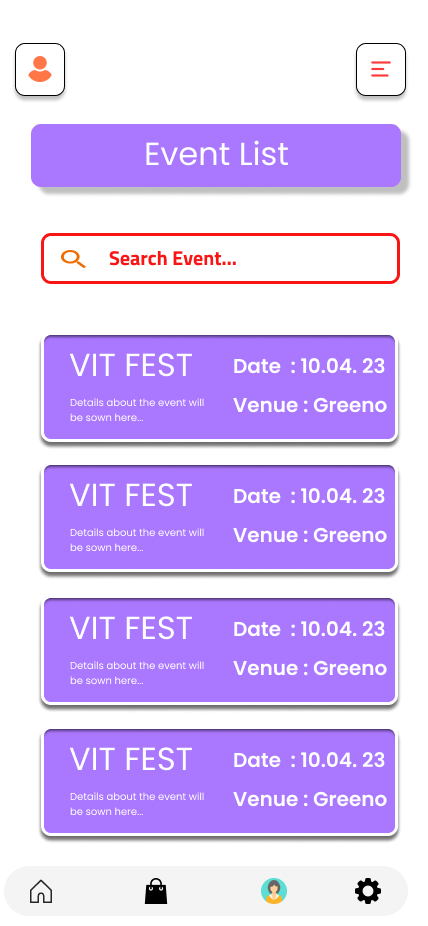 Event List
Search Event...
VIT FEST
Date : 10.04. 23
Details about the event will
be sown here...
Venue : Greeno
VIT FEST
Date : 10.04. 23
Details about the event will
be sown here...
Venue : Greeno
VIT FEST
Date : 10.04. 23
Details about the event will
be sown here...
Venue : Greeno
VIT FEST
Date : 10.04. 23
Details about the event will
be sown here...
Venue : Greeno